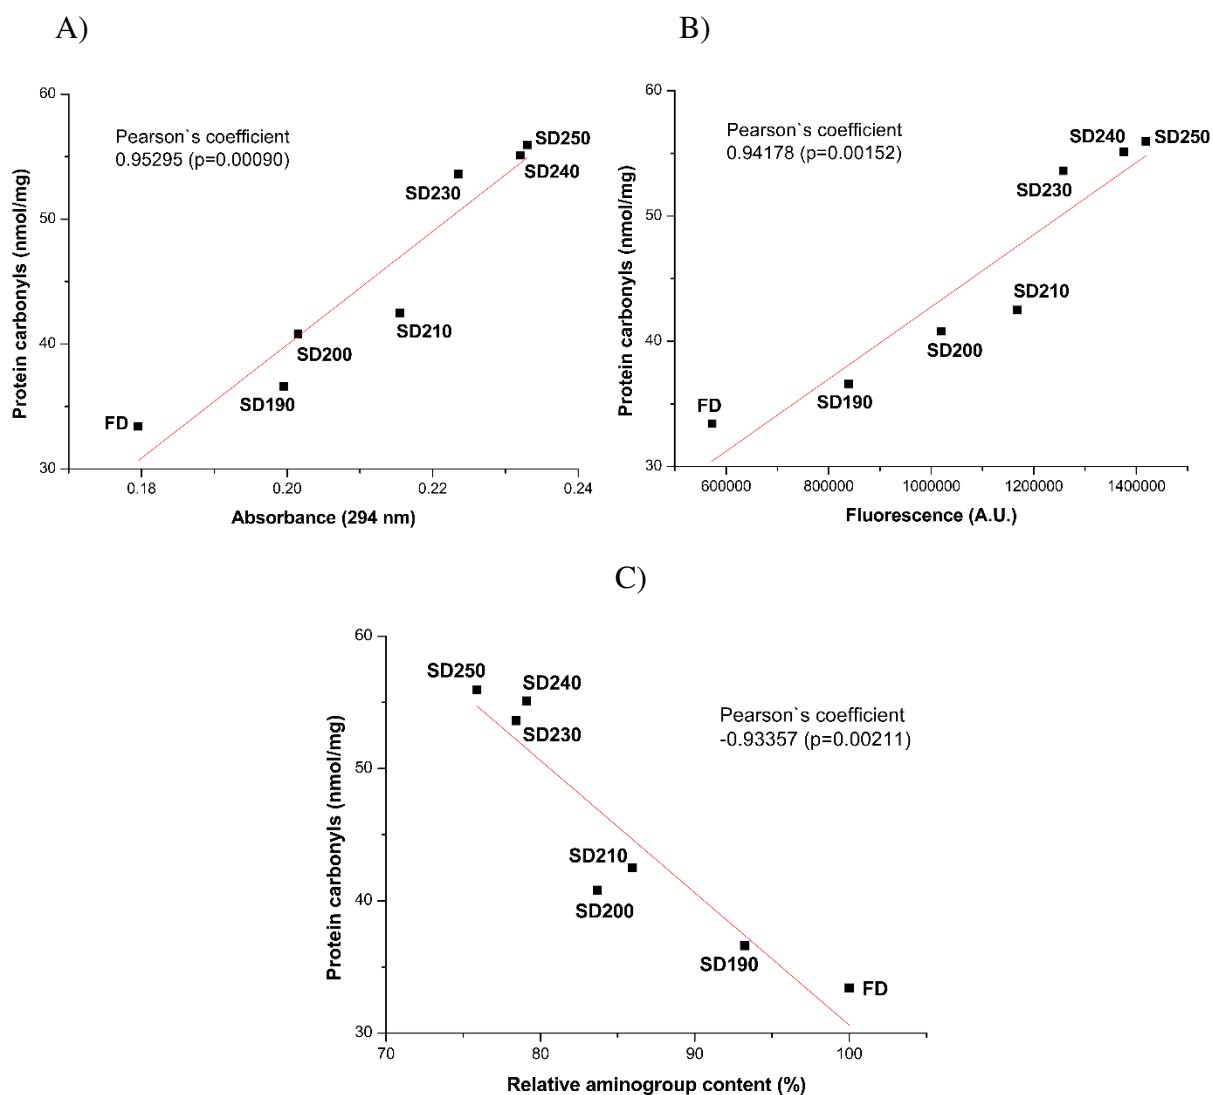 A)
B)
60
50
40
30
0.18
0.20
0.22
0.24
Protein carbonyls (nmol/mg)
Absorbance (294 nm)
Pearson`s coefficient
0.95295 (p=0.00090)
SD250
SD240
SD230
SD210
SD200
SD190
FD
60
50
40
30
600000
800000
1000000
1200000
1400000
Protein carbonyls (nmol/mg)
Fluorescence (A.U.)
Pearson`s coefficient
0.94178 (p=0.00152)
SD240
SD250
SD230
SD210
SD200
SD190
FD
C)
60
50
40
30
70
80
90
100
Protein carbonyls (nmol/mg)
Relative aminogroup content (%)
Pearson`s coefficient
-0.93357 (p=0.00211)
SD250
SD240
SD230
SD210
SD200
SD190
FD